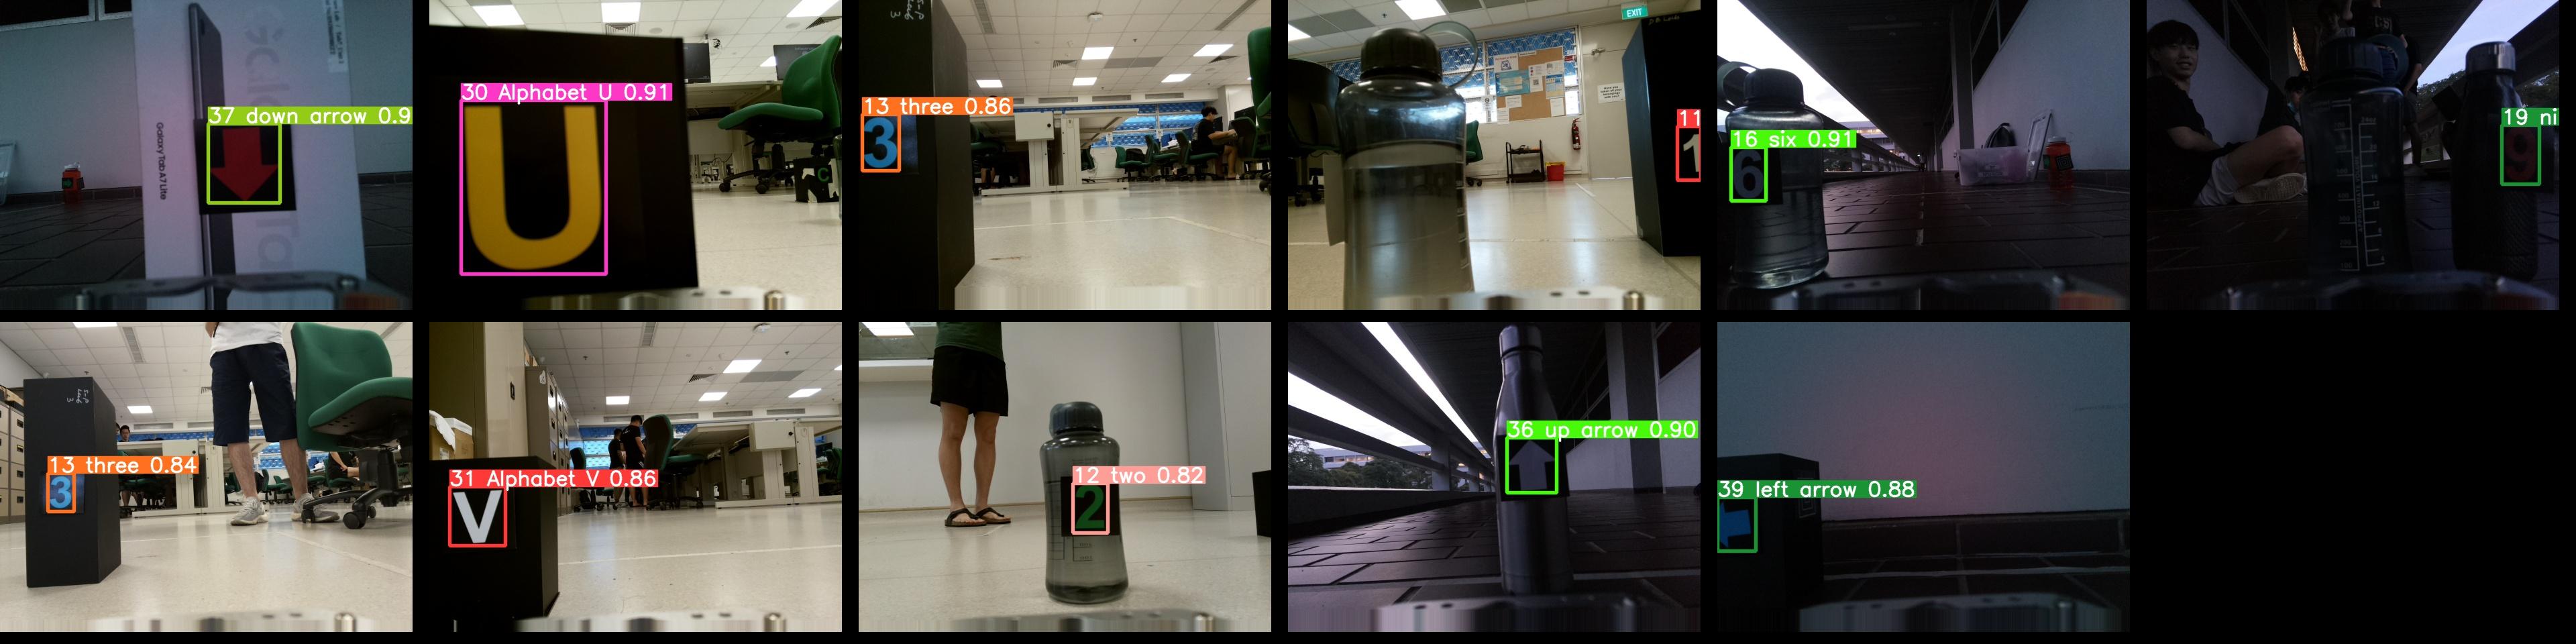 37 down arrow 0.9
Galaxy Tab A7 Lite
30 Alphabet U 0.91
U
C
13 three 0.86
3
EXIT
11
1
16 six 0.91
6
19 ni
9
3
13 three 0.84
3
31 Alphabet V 0.86
V
12 two 0.82
2
36 up arrow 0.90
39 left arrow 0.88